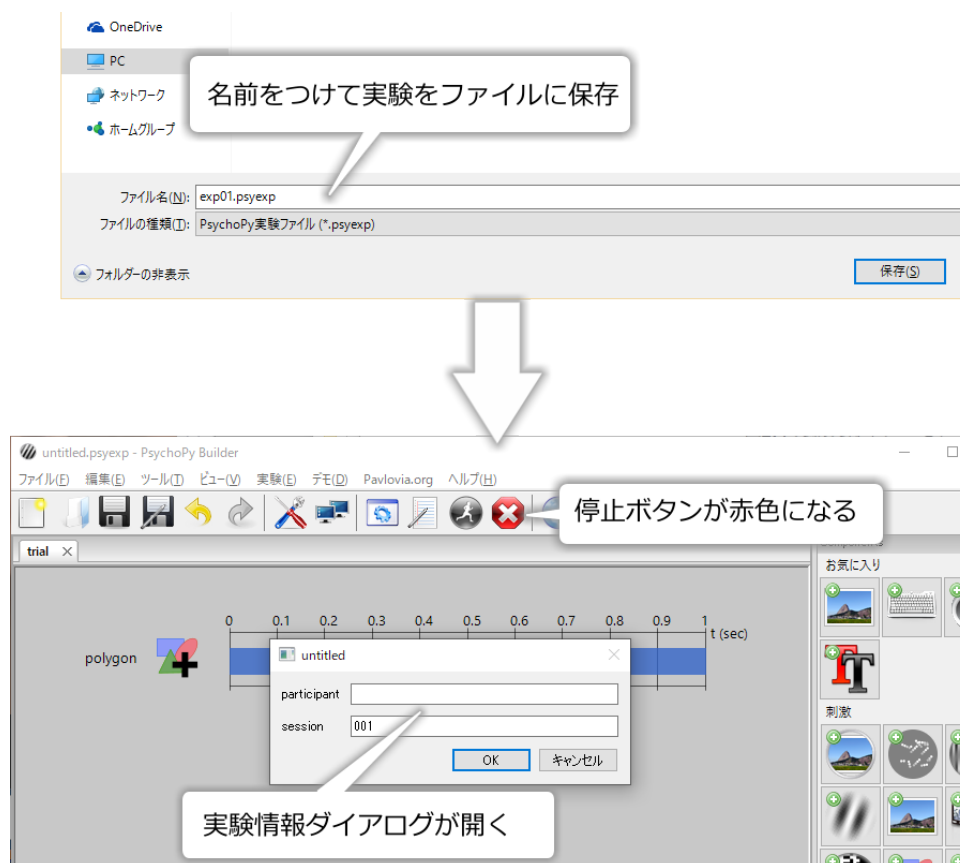 OneDrive
PC
名前をつけて実験をファイルに保存
ネットワーク
ホームグループ
ファイル名(N): exp01.psyexp
ファイルの種類(T): PsychoPy実験ファイル (*.psyexp)
フォルダーの非表示
保存(S)
untitled.psyexp - PsychoPy Builder
ファイル(F) 編集(E) ツール(T) ビュー(V) 実験(E) デモ(D) Pavlovia.org ヘルプ(H)
停止ボタンが赤色になる
trial
お気に入り
0 0.1 0.2 0.3 0.4 0.5 0.6 0.7 0.8 0.9 1
t (sec)
polygon
untitled
participant
session 001
OK キャンセル
刺激
実験情報ダイアログが開く